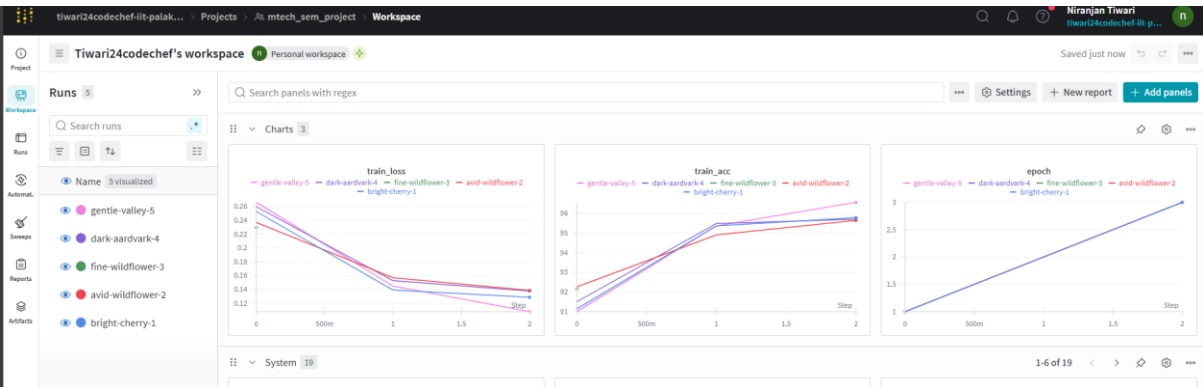 tiwari24codechef-iit-palak... > Projects > mtech_sem_project > Workspace
Niranjan Tiwari
tiwari24codechef-iit-p...
n
Project
Workspace
Runs
Automat.
Sweeps
Reports
Artifacts
Tiwari24codechef's workspace n Personal workspace
Saved just now
Runs 5
Search runs
.*
Name 5 visualized
gentle-valley-5
dark-aardvark-4
fine-wildflower-3
avid-wildflower-2
bright-cherry-1
Search panels with regex
Settings
New report
Add panels
Charts 3
train_loss
gentle-valley-5 dark-aardvark-4 fine-wildflower-3 avid-wildflower-2
bright-cherry-1
0.26
0.24
0.22
0.2
0.18
0.16
0.14
0.12
Step
0 500m 1 1.5 2
train_acc
gentle-valley-5 dark-aardvark-4 fine-wildflower-3 avid-wildflower-2
bright-cherry-1
96
95
94
93
92
91
Step
0 500m 1 1.5 2
epoch
gentle-valley-5 dark-aardvark-4 fine-wildflower-3 avid-wildflower-2
bright-cherry-1
3
2.5
2
1.5
1
Step
0 500m 1 1.5 2
System 19
1-6 of 19